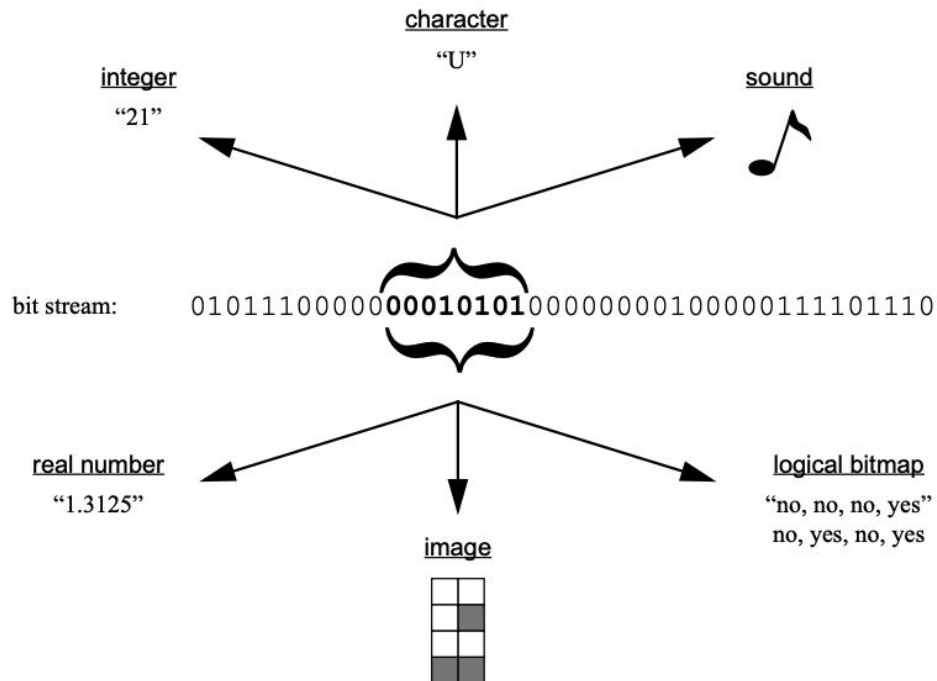 character
“U”
integer
“21”
sound
bit stream: 010111000000001010100000000100000111101110
real number
“1.3125”
logical bitmap
“no, no, no, yes”
no, yes, no, yes
image